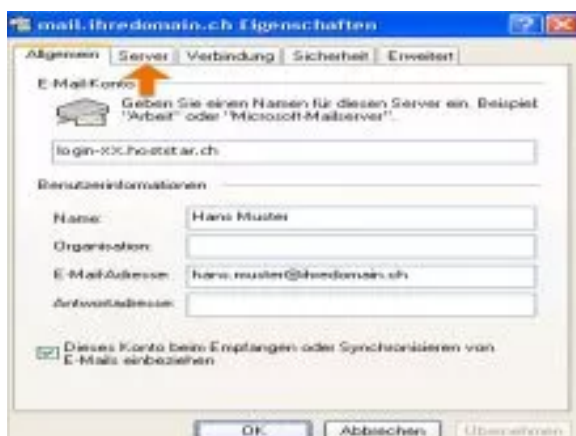 mail.ihredomain.ch Eigenschaften
Allgemein Server Verbindung Sicherheit Erweitert
E-Mail-Konto
Geben Sie einen Namen für diesen Server ein. Beispiel:
"Arbeit" oder "Microsoft-Mailserver".
login-XX.hoststar.ch
Benutzerinformationen
Name: Hans Muster
Organisation:
E-Mail-Adresse: hans.muster@ihredomain.ch
Antwortadresse:
Dieses Konto beim Empfangen oder Synchronisieren von
E-Mails einbeziehen
OK Abbrechen Übernehmen